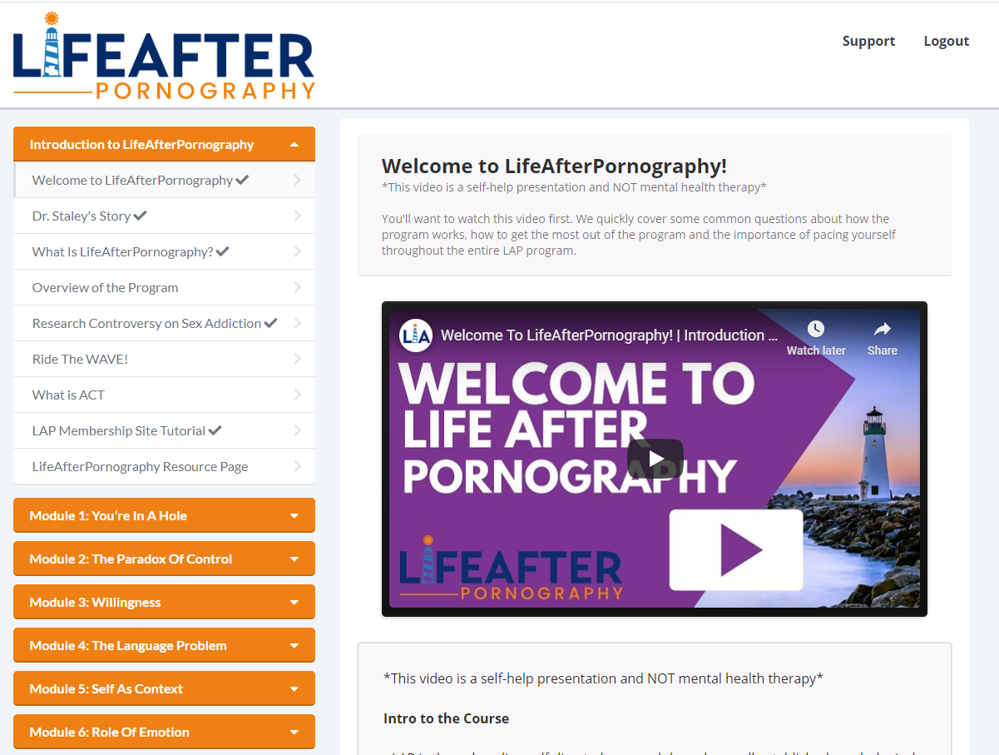 LIFEAFTER
PORNOGRAPHY
Support
Logout
Introduction to LifeAfterPornography
Welcome to LifeAfterPornography
Dr. Staley's Story
What Is LifeAfterPornography?
Overview of the Program
Research Controversy on Sex Addiction
Ride The WAVE!
What is ACT
LAP Membership Site Tutorial
LifeAfterPornography Resource Page
Module 1: You’re In A Hole
Module 2: The Paradox Of Control
Module 3: Willingness
Module 4: The Language Problem
Module 5: Self As Context
Module 6: Role Of Emotion
Welcome to LifeAfterPornography!
*This video is a self-help presentation and NOT mental health therapy*
You'll want to watch this video first. We quickly cover some common questions about how the
program works, how to get the most out of the program and the importance of pacing yourself
throughout the entire LAP program.
LIA
Welcome To LifeAfterPornography! | Introduction ...
Watch later
Share
WELCOME TO
LIFE AFTER
PORNOGRAPHY
LIFEAFTER
PORNOGRAPHY
*This video is a self-help presentation and NOT mental health therapy*
Intro to the Course